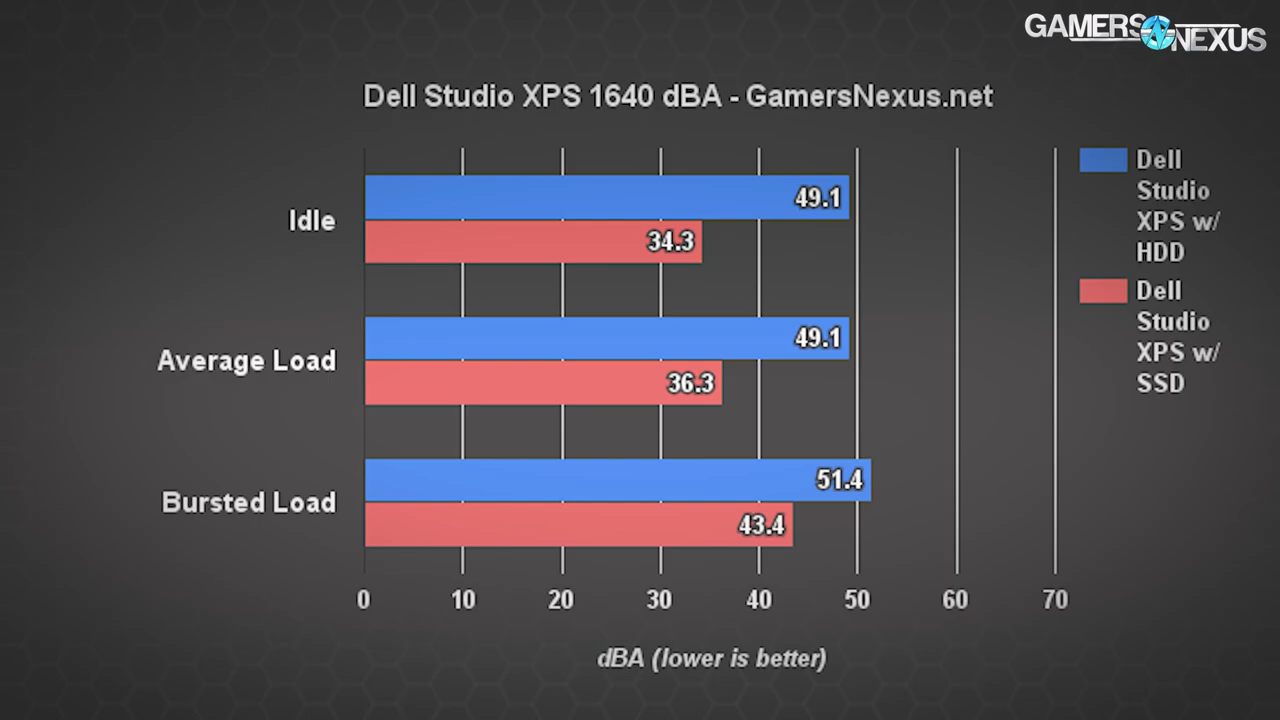 GAMERS NEXUS
Dell Studio XPS 1640 dBA - GamersNexus.net
Idle
49.1
34.3
Average Load
49.1
36.3
Bursted Load
51.4
43.4
0 10 20 30 40 50 60 70
dBA (lower is better)
Dell
Studio
XPS w/
HDD
Dell
Studio
XPS w/
SSD